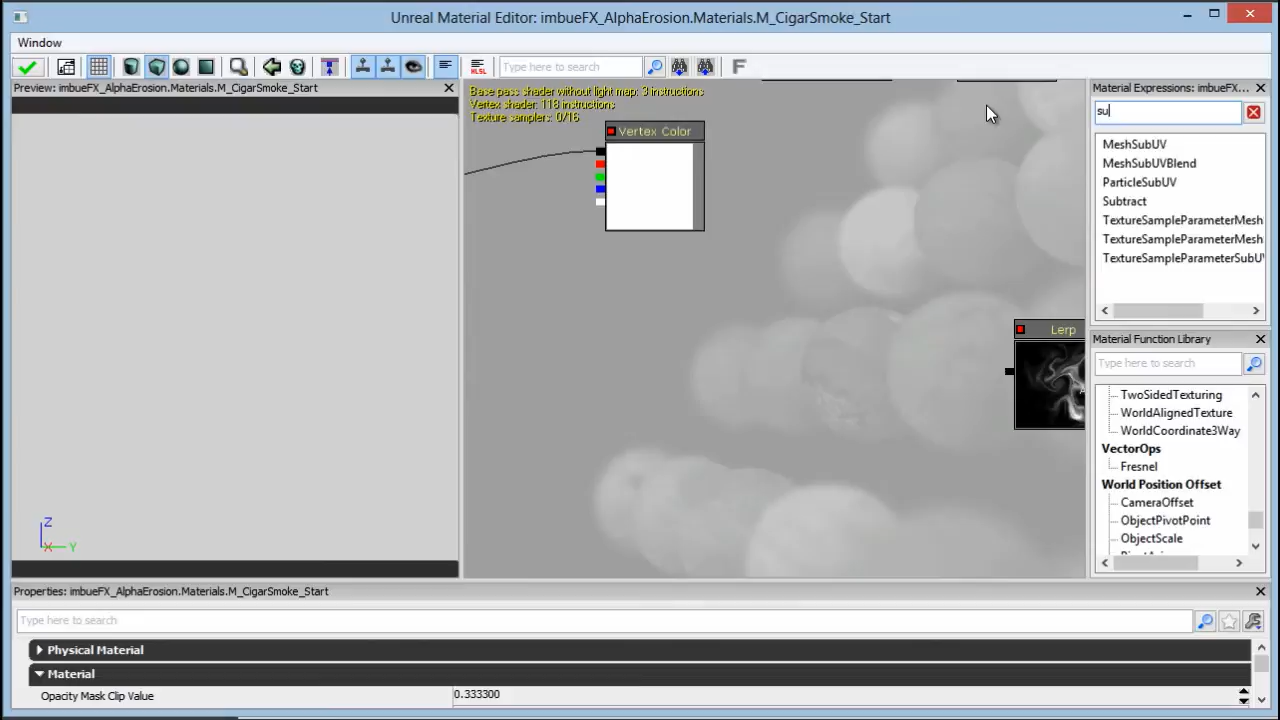 Unreal Material Editor: imbueFX_AlphaErosion.Materials.M_CigarSmoke_Start
Window
Type here to search
HLSL
F
Preview: imbueFX_AlphaErosion.Materials.M_CigarSmoke_Start
Base pass shader without light map: 3 instructions
Vertex shader: 118 instructions
Texture samplers: 0/16
Vertex Color
Lerp
Z
X
Y
Material Expressions: imbueFX...
su
MeshSubUV
MeshSubUVBlend
ParticleSubUV
Subtract
TextureSampleParameterMesh
TextureSampleParameterMesh
TextureSampleParameterSubUV
Material Function Library
Type here to search
TwoSidedTexturing
WorldAlignedTexture
WorldCoordinate3Way
VectorOps
Fresnel
World Position Offset
CameraOffset
ObjectPivotPoint
ObjectScale
Properties: imbueFX_AlphaErosion.Materials.M_CigarSmoke_Start
Type here to search
Physical Material
Material
Opacity Mask Clip Value
0.333300